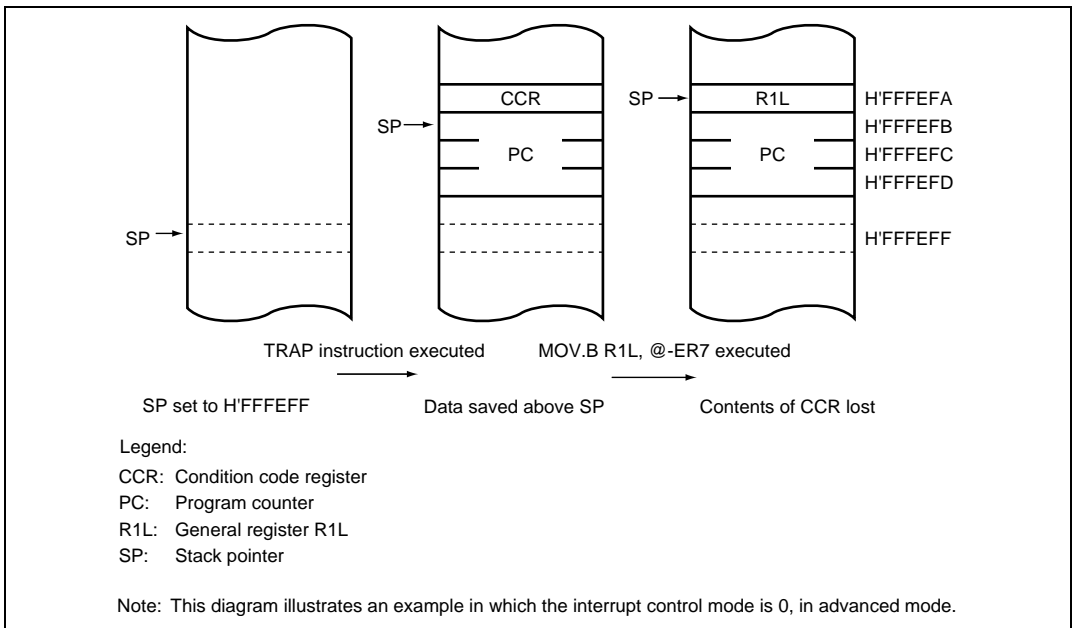 CCR
SP
PC
SP
R1L
H'FFFEFA
SP
H'FFFEFB
PC
H'FFFEFC
H'FFFEFD
H'FFFEFF
TRAP instruction executed
MOV.B R1L, @-ER7 executed
SP set to H'FFFEFF
Data saved above SP
Contents of CCR lost
Legend:
CCR: Condition code register
PC: Program counter
R1L: General register R1L
SP: Stack pointer
Note: This diagram illustrates an example in which the interrupt control mode is 0, in advanced mode.